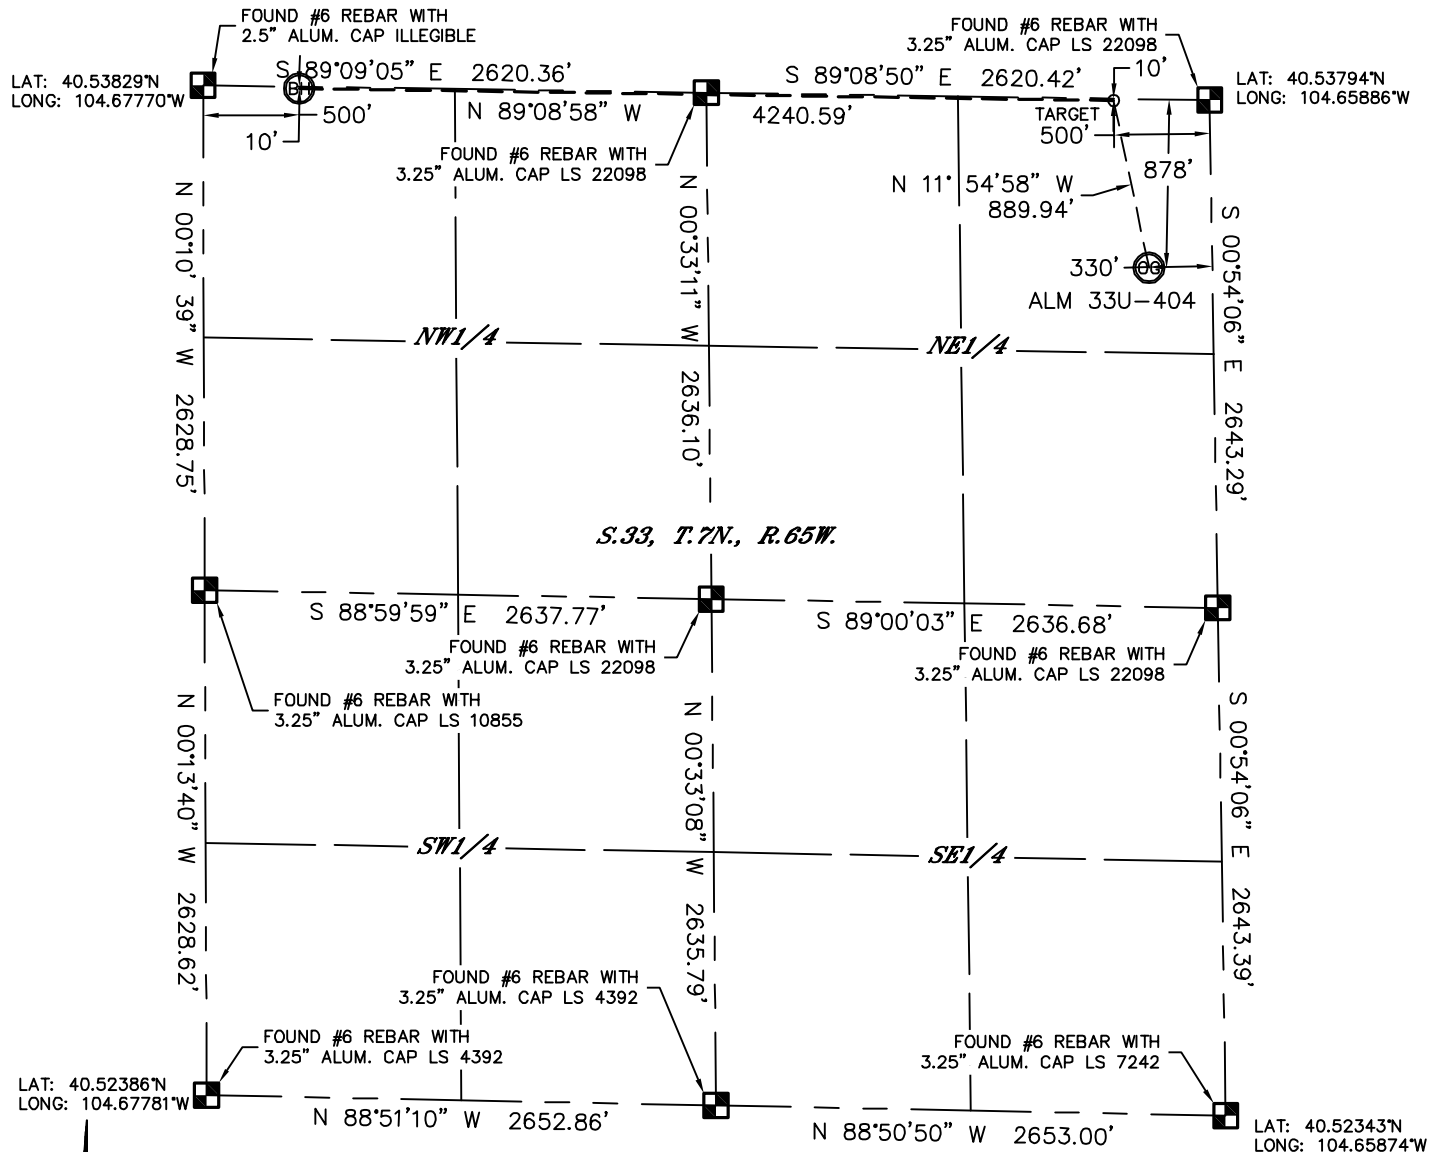 FOUND #6 REBAR WITH
2.5" ALUM. CAP ILLEGIBLE
FOUND #6 REBAR WITH
3.25" ALUM. CAP LS 22098
LAT: 40.53829°N
LONG: 104.67770°W
S 89°09'05" E 2620.36'
S 89°08'50" E 2620.42'
10'
LAT: 40.53794°N
LONG: 104.65886°W
BH
500'
N 89°08'58" W
4240.59'
TARGET
500'
10'
FOUND #6 REBAR WITH
3.25" ALUM. CAP LS 22098
878'
N 11° 54'58" W
889.94'
330'
ALM 33U-404
N 00°10' 39" W 2628.75'
N 00°33'11" W 2636.10'
S 00°54'06" E 2643.29'
NW1/4
NE1/4
S.33, T.7N., R.65W.
S 88°59'59" E 2637.77'
S 89°00'03" E 2636.68'
FOUND #6 REBAR WITH
3.25" ALUM. CAP LS 22098
FOUND #6 REBAR WITH
3.25" ALUM. CAP LS 22098
FOUND #6 REBAR WITH
3.25" ALUM. CAP LS 10855
N 00°13'40" W 2628.62'
N 00°33'08" W 2635.79'
S 00°54'06" E 2643.39'
SW1/4
SE1/4
FOUND #6 REBAR WITH
3.25" ALUM. CAP LS 4392
FOUND #6 REBAR WITH
3.25" ALUM. CAP LS 4392
FOUND #6 REBAR WITH
3.25" ALUM. CAP LS 7242
LAT: 40.52386°N
LONG: 104.67781°W
N 88°51'10" W 2652.86'
N 88°50'50" W 2653.00'
LAT: 40.52343°N
LONG: 104.65874°W